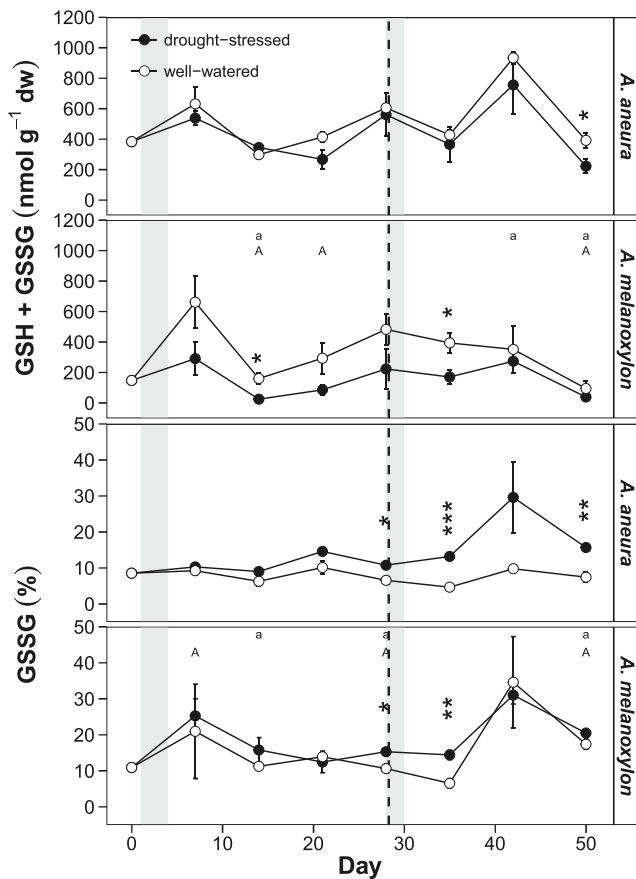 1200
1000
800
600
400
200
0
drought−stressed
well−watered
*
A. aneura
GSH + GSSG (nmol g−1 dw)
1200
1000
800
600
400
200
0
a
A
A
a
a
A
*
*
A. melanoxylon
50
40
30
20
10
0
*
***
**
A. aneura
GSSG (%)
50
40
30
20
10
0
A
a
a
A
a
A
*
**
A. melanoxylon
0 10 20 30 40 50
Day